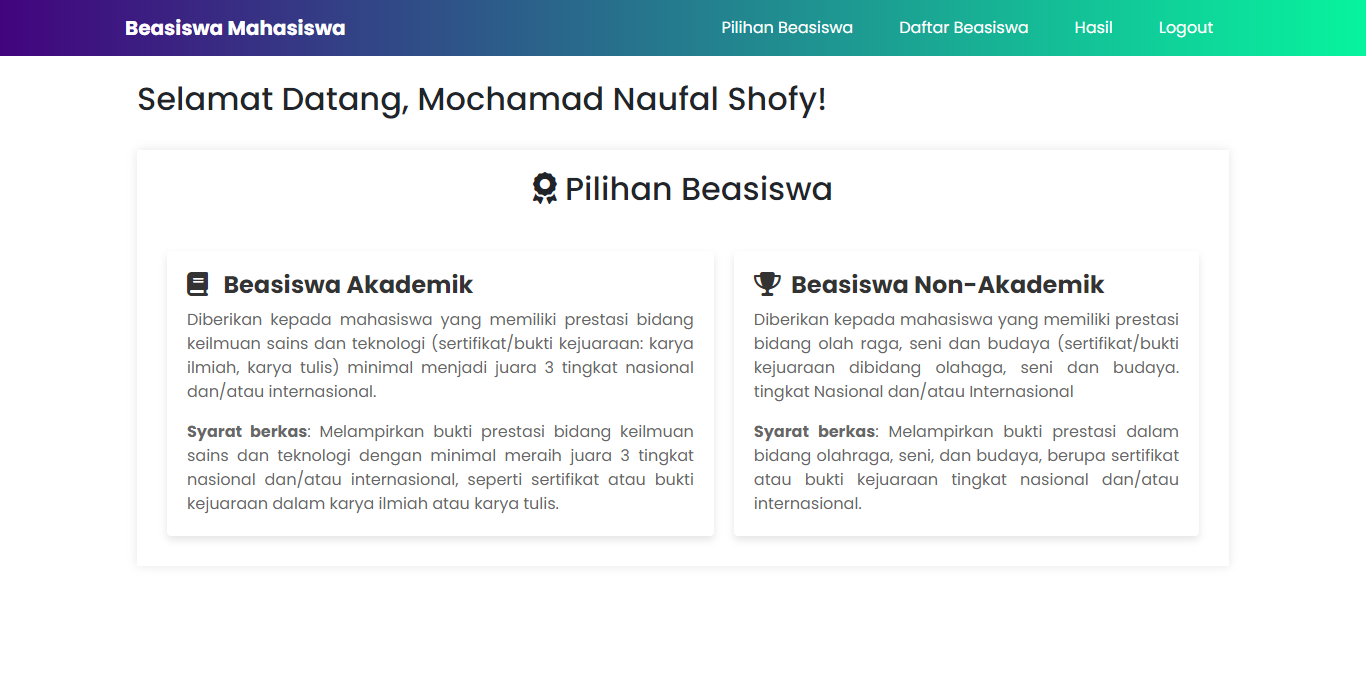 Beasiswa Mahasiswa
Pilihan Beasiswa
Daftar Beasiswa
Hasil
Logout
Selamat Datang, Mochamad Naufal Shofy!
Pilihan Beasiswa
Beasiswa Akademik
Diberikan kepada mahasiswa yang memiliki prestasi bidang
keilmuan sains dan teknologi (sertifikat/bukti kejuaraan: karya
ilmiah, karya tulis) minimal menjadi juara 3 tingkat nasional
dan/atau internasional.
Syarat berkas: Melampirkan bukti prestasi bidang keilmuan
sains dan teknologi dengan minimal meraih juara 3 tingkat
nasional dan/atau internasional, seperti sertifikat atau bukti
kejuaraan dalam karya ilmiah atau karya tulis.
Beasiswa Non-Akademik
Diberikan kepada mahasiswa yang memiliki prestasi
bidang olah raga, seni dan budaya (sertifikat/bukti
kejuaraan dibidang olahaga, seni dan budaya.
tingkat Nasional dan/atau Internasional
Syarat berkas: Melampirkan bukti prestasi dalam
bidang olahraga, seni, dan budaya, berupa sertifikat
atau bukti kejuaraan tingkat nasional dan/atau
internasional.